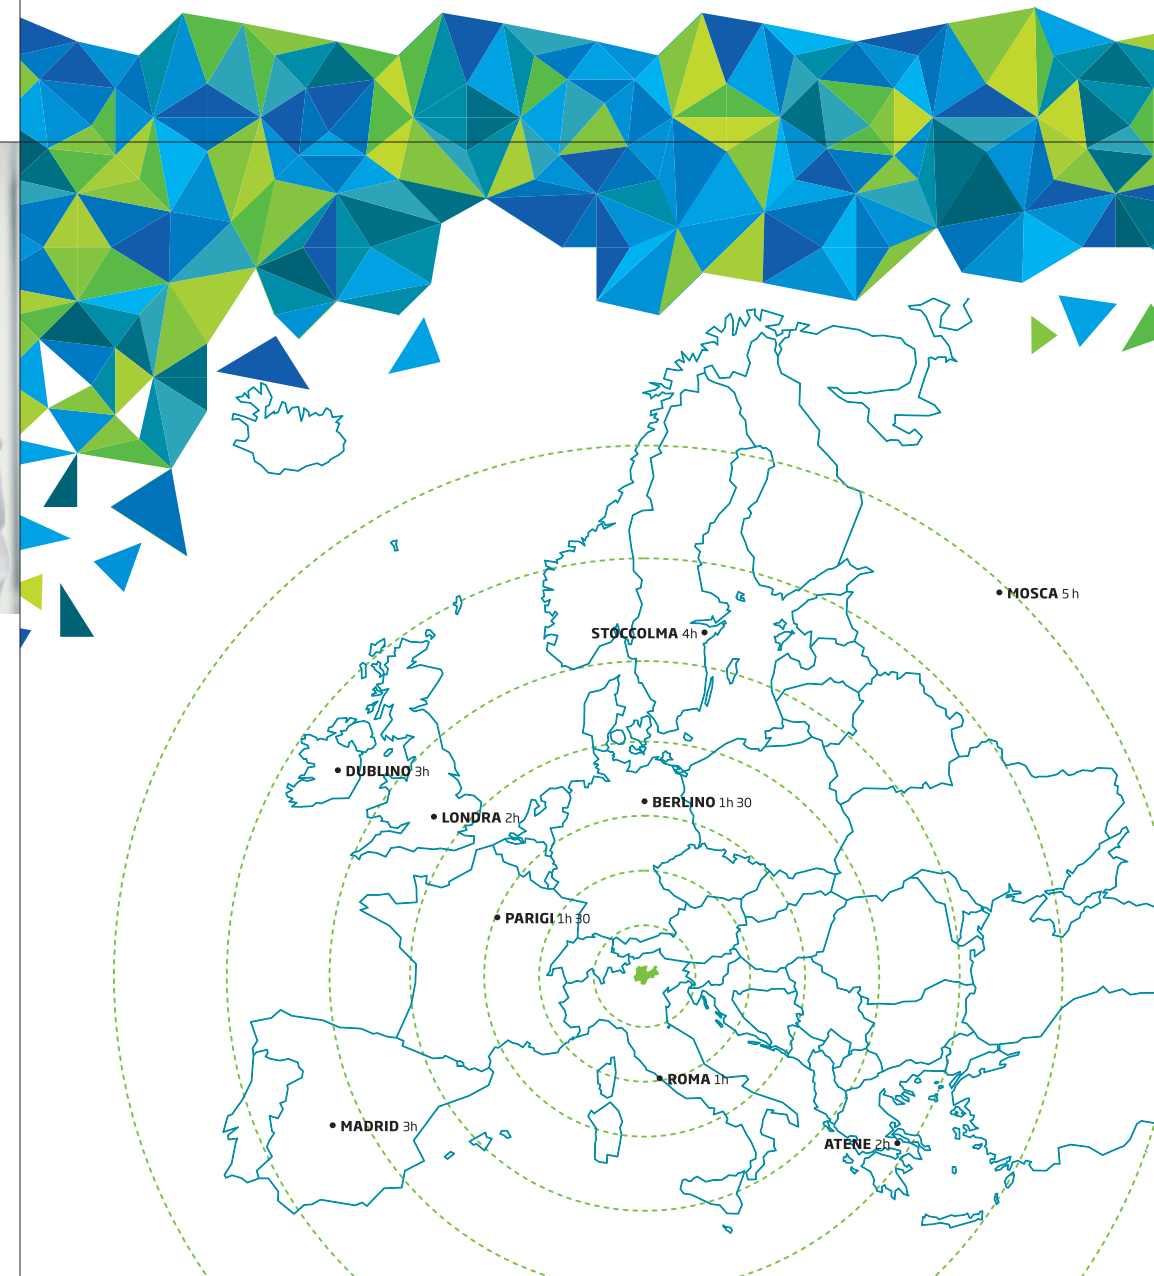 MOSCA 5 h
STOCCOLMA 4h
DUBLINO 3h
BERLINO 1h 30
LONDRA 2h
PARIGI 1h 30
ROMA 1h
MADRID 3h
ATENE 2h